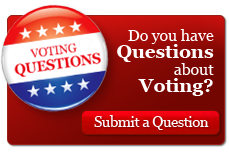 VOTING
QUESTIONS
Do you have
Questions
about
Voting?
Submit a Question